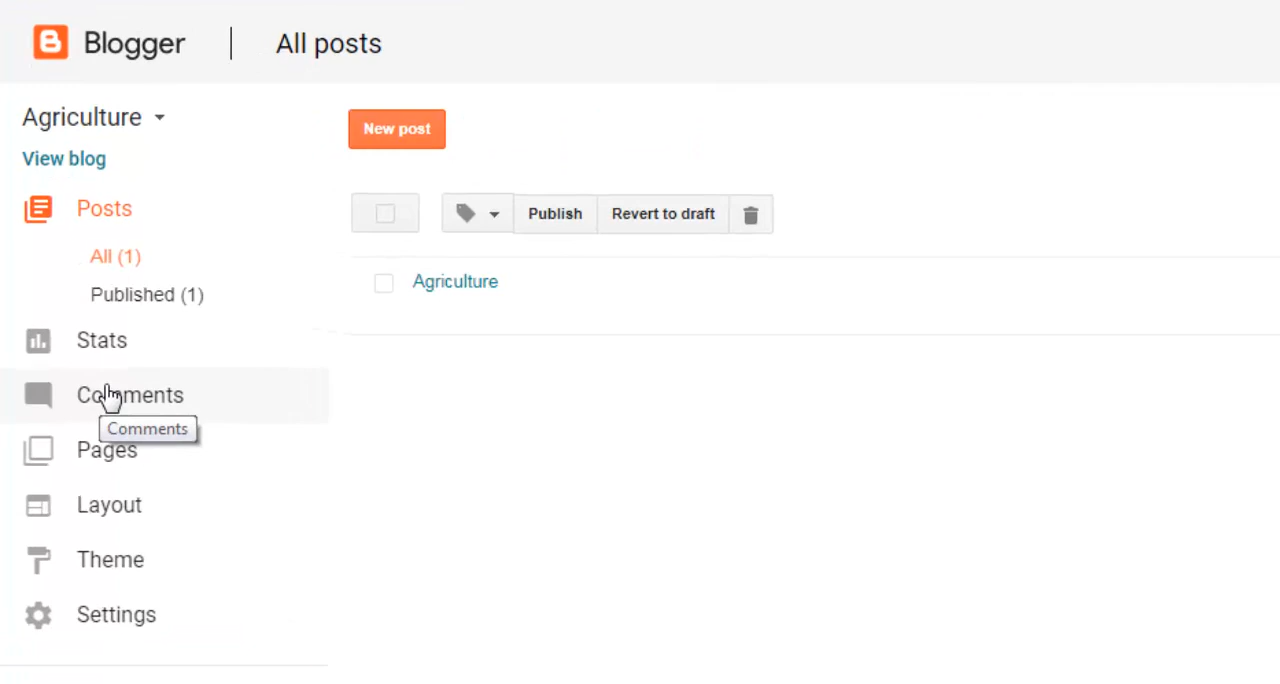 Blogger | All posts
Agriculture
View blog
New post
Posts
Publish Revert to draft
All (1)
Agriculture
Published (1)
Stats
Comments
Comments
Pages
Layout
Theme
Settings